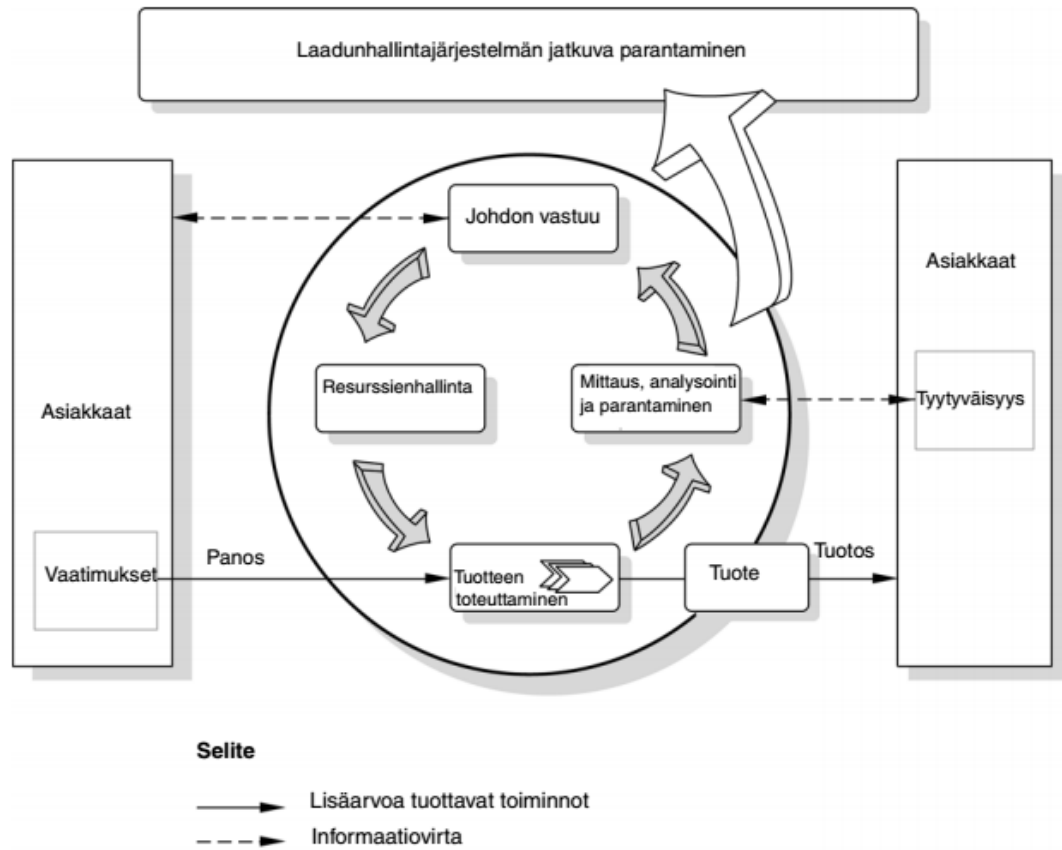 Laadunhallintajärjestelmän jatkuva parantaminen
Johdon vastuu
Asiakkaat
Resurssienhallinta
Mittaus, analysointi
ja parantaminen
Tyytyväisyys
Asiakkaat
Vaatimukset
Panos
Tuotteen
toteuttaminen
Tuote
Tuotos
Selite
Lisäarvoa tuottavat toiminnot
Informaatiovirta